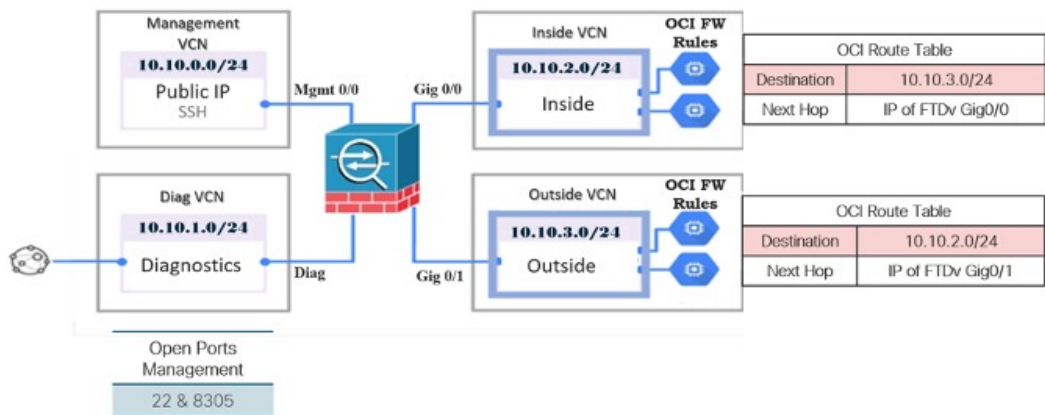 Management
VCN
10.10.0.0/24
Public IP
SSH
Mgmt 0/0
Gig 0/0
Inside VCN
10.10.2.0/24
Inside
OCI FW
Rules
OCI Route Table
Destination 10.10.3.0/24
Next Hop IP of FTDv Gig0/0
Diag VCN
10.10.1.0/24
Diagnostics
Diag
Gig 0/1
Outside VCN
10.10.3.0/24
Outside
OCI FW
Rules
OCI Route Table
Destination 10.10.2.0/24
Next Hop IP of FTDv Gig0/1
Open Ports
Management
22 & 8305